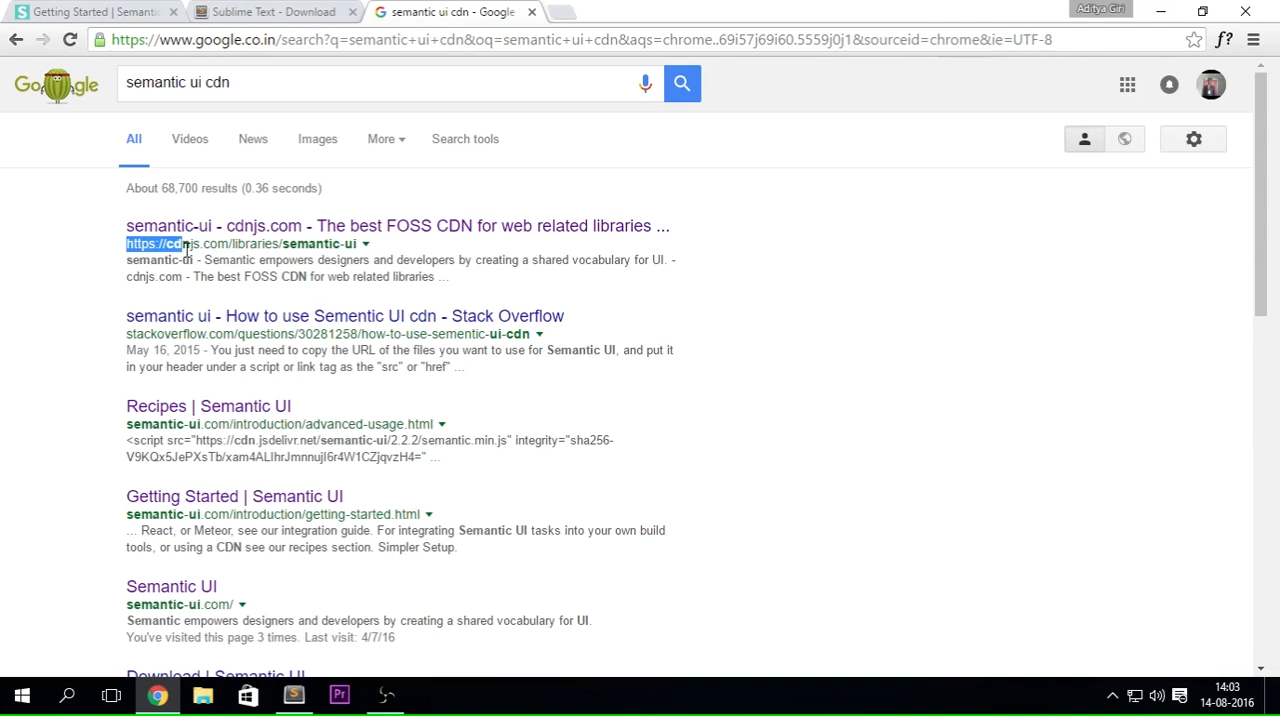 Getting Started | Semanti
Sublime Text - Download
semantic ui cdn - Google
Aditya Giri
https://www.google.co.in/search?q=semantic+ui+cdn&oq=semantic+ui+cdn&aqs=chrome..69i57j69i60.5559j0j1&sourceid=chrome&ie=UTF-8
f?
semantic ui cdn
All
Videos
News
Images
More
Search tools
About 68,700 results (0.36 seconds)
semantic-ui - cdnjs.com - The best FOSS CDN for web related libraries ...
https://cdnjs.com/libraries/semantic-ui
semantic-ui - Semantic empowers designers and developers by creating a shared vocabulary for UI. -
cdnjs.com - The best FOSS CDN for web related libraries ...
semantic ui - How to use Sementic UI cdn - Stack Overflow
stackoverflow.com/questions/30281258/how-to-use-sementic-ui-cdn
May 16, 2015 - You just need to copy the URL of the files you want to use for Semantic UI, and put it
in your header under a script or link tag as the "src" or "href" ...
Recipes | Semantic UI
semantic-ui.com/introduction/advanced-usage.html
<script src="https://cdn.jsdelivr.net/semantic-ui/2.2.2/semantic.min.js" integrity="sha256-
V9KQx5JePXsTb/xam4ALIhrJmnnujI6r4W1CZjqvzH4=" ...
Getting Started | Semantic UI
semantic-ui.com/introduction/getting-started.html
... React, or Meteor, see our integration guide. For integrating Semantic UI tasks into your own build
tools, or using a CDN see our recipes section. Simpler Setup.
Semantic UI
semantic-ui.com/
Semantic empowers designers and developers by creating a shared vocabulary for UI.
You've visited this page 3 times. Last visit: 4/7/16
Download | Semantic UI
Pr
14:03
14-08-2016